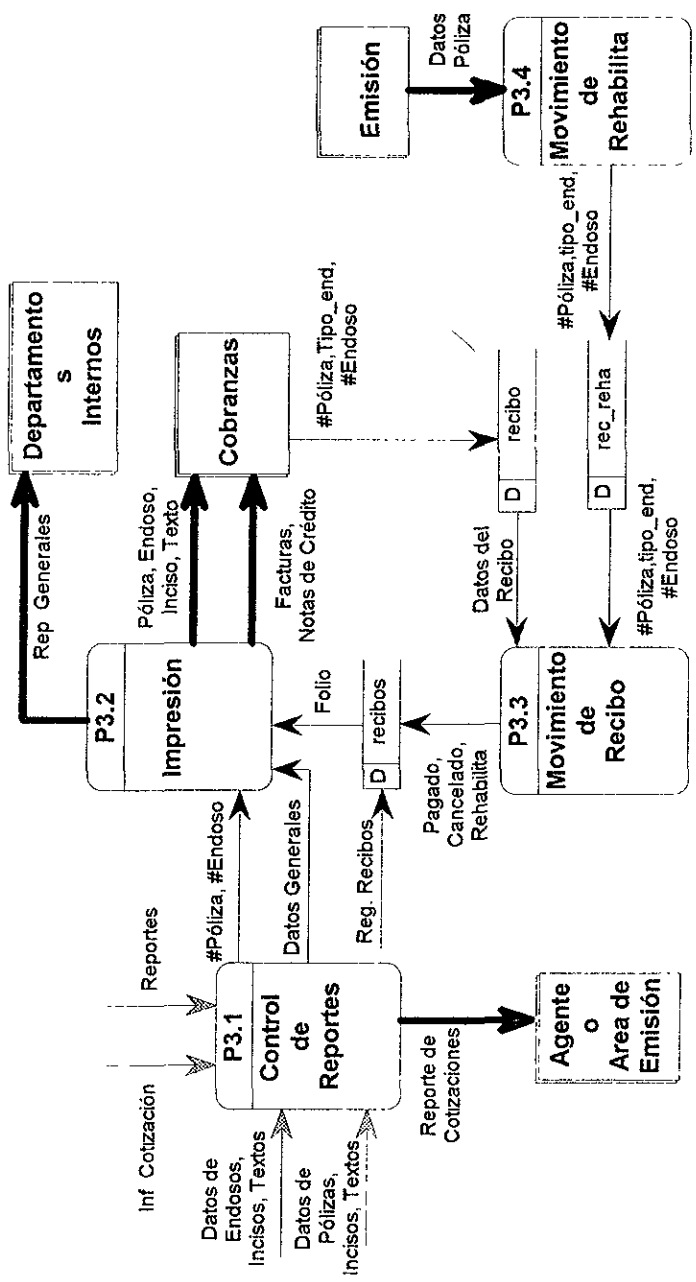 Inf Cotización
Reportes
Datos de
Endosos,
Incisos, Textos
Datos de
Pólizas,
Incisos, Textos
P3.1
Control
de
Reportes
Reporte de
Cotizaciones
Agente
o
Area de
Emisión
#Póliza, #Endoso
Datos Generales
Reg. Recibos
P3.2
Impresión
Rep Generales
Departamento
s
Internos
Póliza, Endoso,
Inciso, Texto
Facturas,
Notas de Crédito
Cobranzas
Folio
D
recibos
Pagado,
Cancelado,
Rehabilita
P3.3
Movimiento
de
Recibo
#Póliza,Tipo_end,
#Endoso
D
recibo
Datos del
Recibo
D
rec_reha
#Póliza,tipo_end,
#Endoso
#Póliza,tipo_end,
#Endoso
Emisión
Datos
Póliza
P3.4
Movimiento
de
Rehabilita